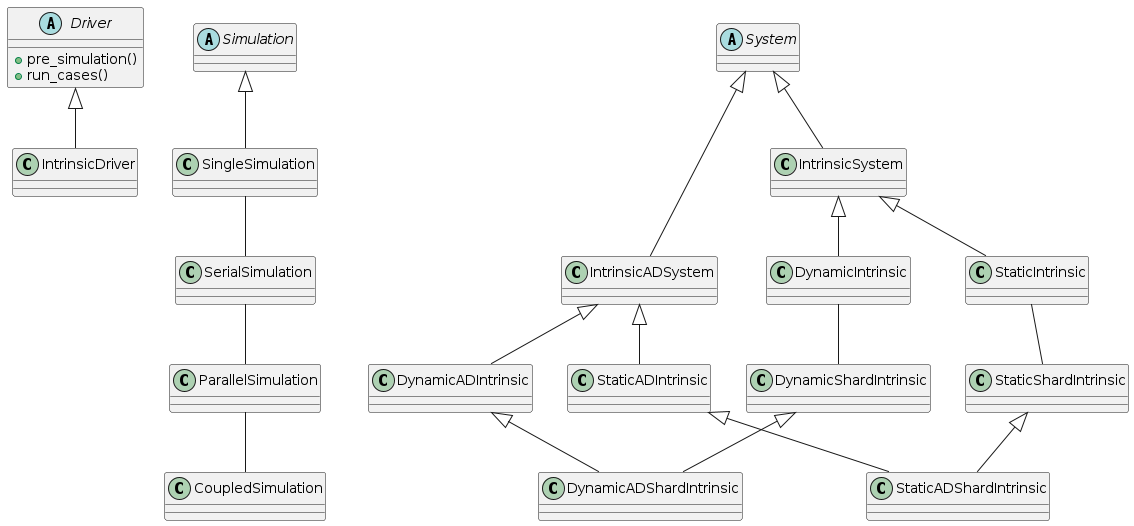 A Driver
+ pre_simulation()
+ run_cases()
A Simulation
A System
C IntrinsicDriver
C SingleSimulation
C IntrinsicSystem
C SerialSimulation
C IntrinsicADSystem
C DynamicIntrinsic
C StaticIntrinsic
C ParallelSimulation
C DynamicADIntrinsic
C StaticADIntrinsic
C DynamicShardIntrinsic
C StaticShardIntrinsic
C CoupledSimulation
C DynamicADShardIntrinsic
C StaticADShardIntrinsic